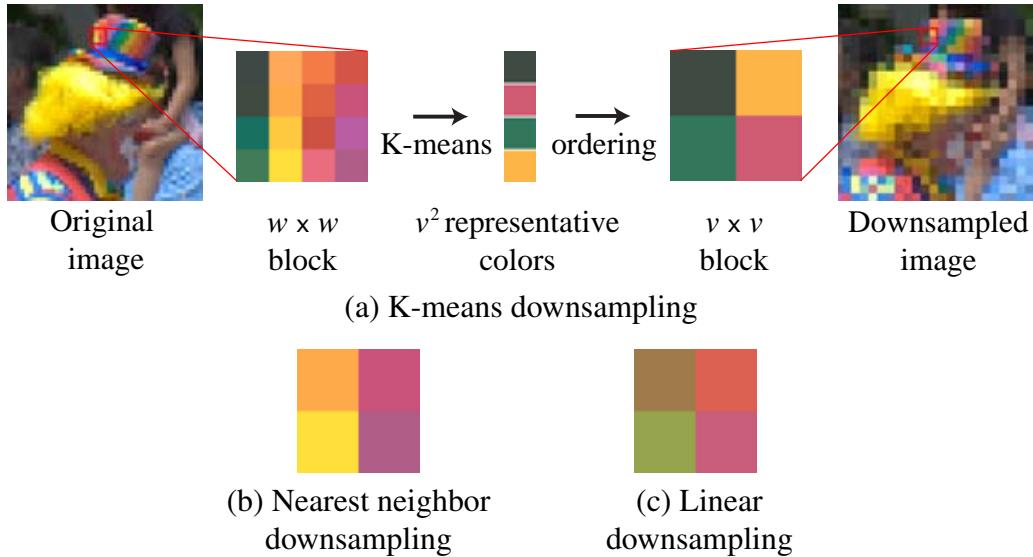 K-means
ordering
Original
image
w x w
block
v² representative
colors
v x v
block
Downsampled
image
(a) K-means downsampling
(b) Nearest neighbor
downsampling
(c) Linear
downsampling